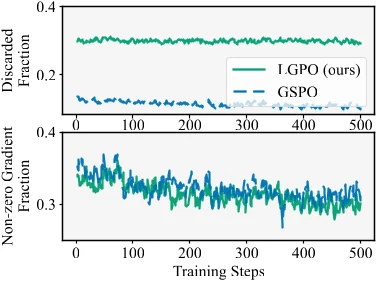 Discarded
Fraction
0.4
0.2
LGPO (ours)
GSPO
0 100 200 300 400 500
Non-zero Gradient
Fraction
0.4
0.3
0 100 200 300 400 500
Training Steps